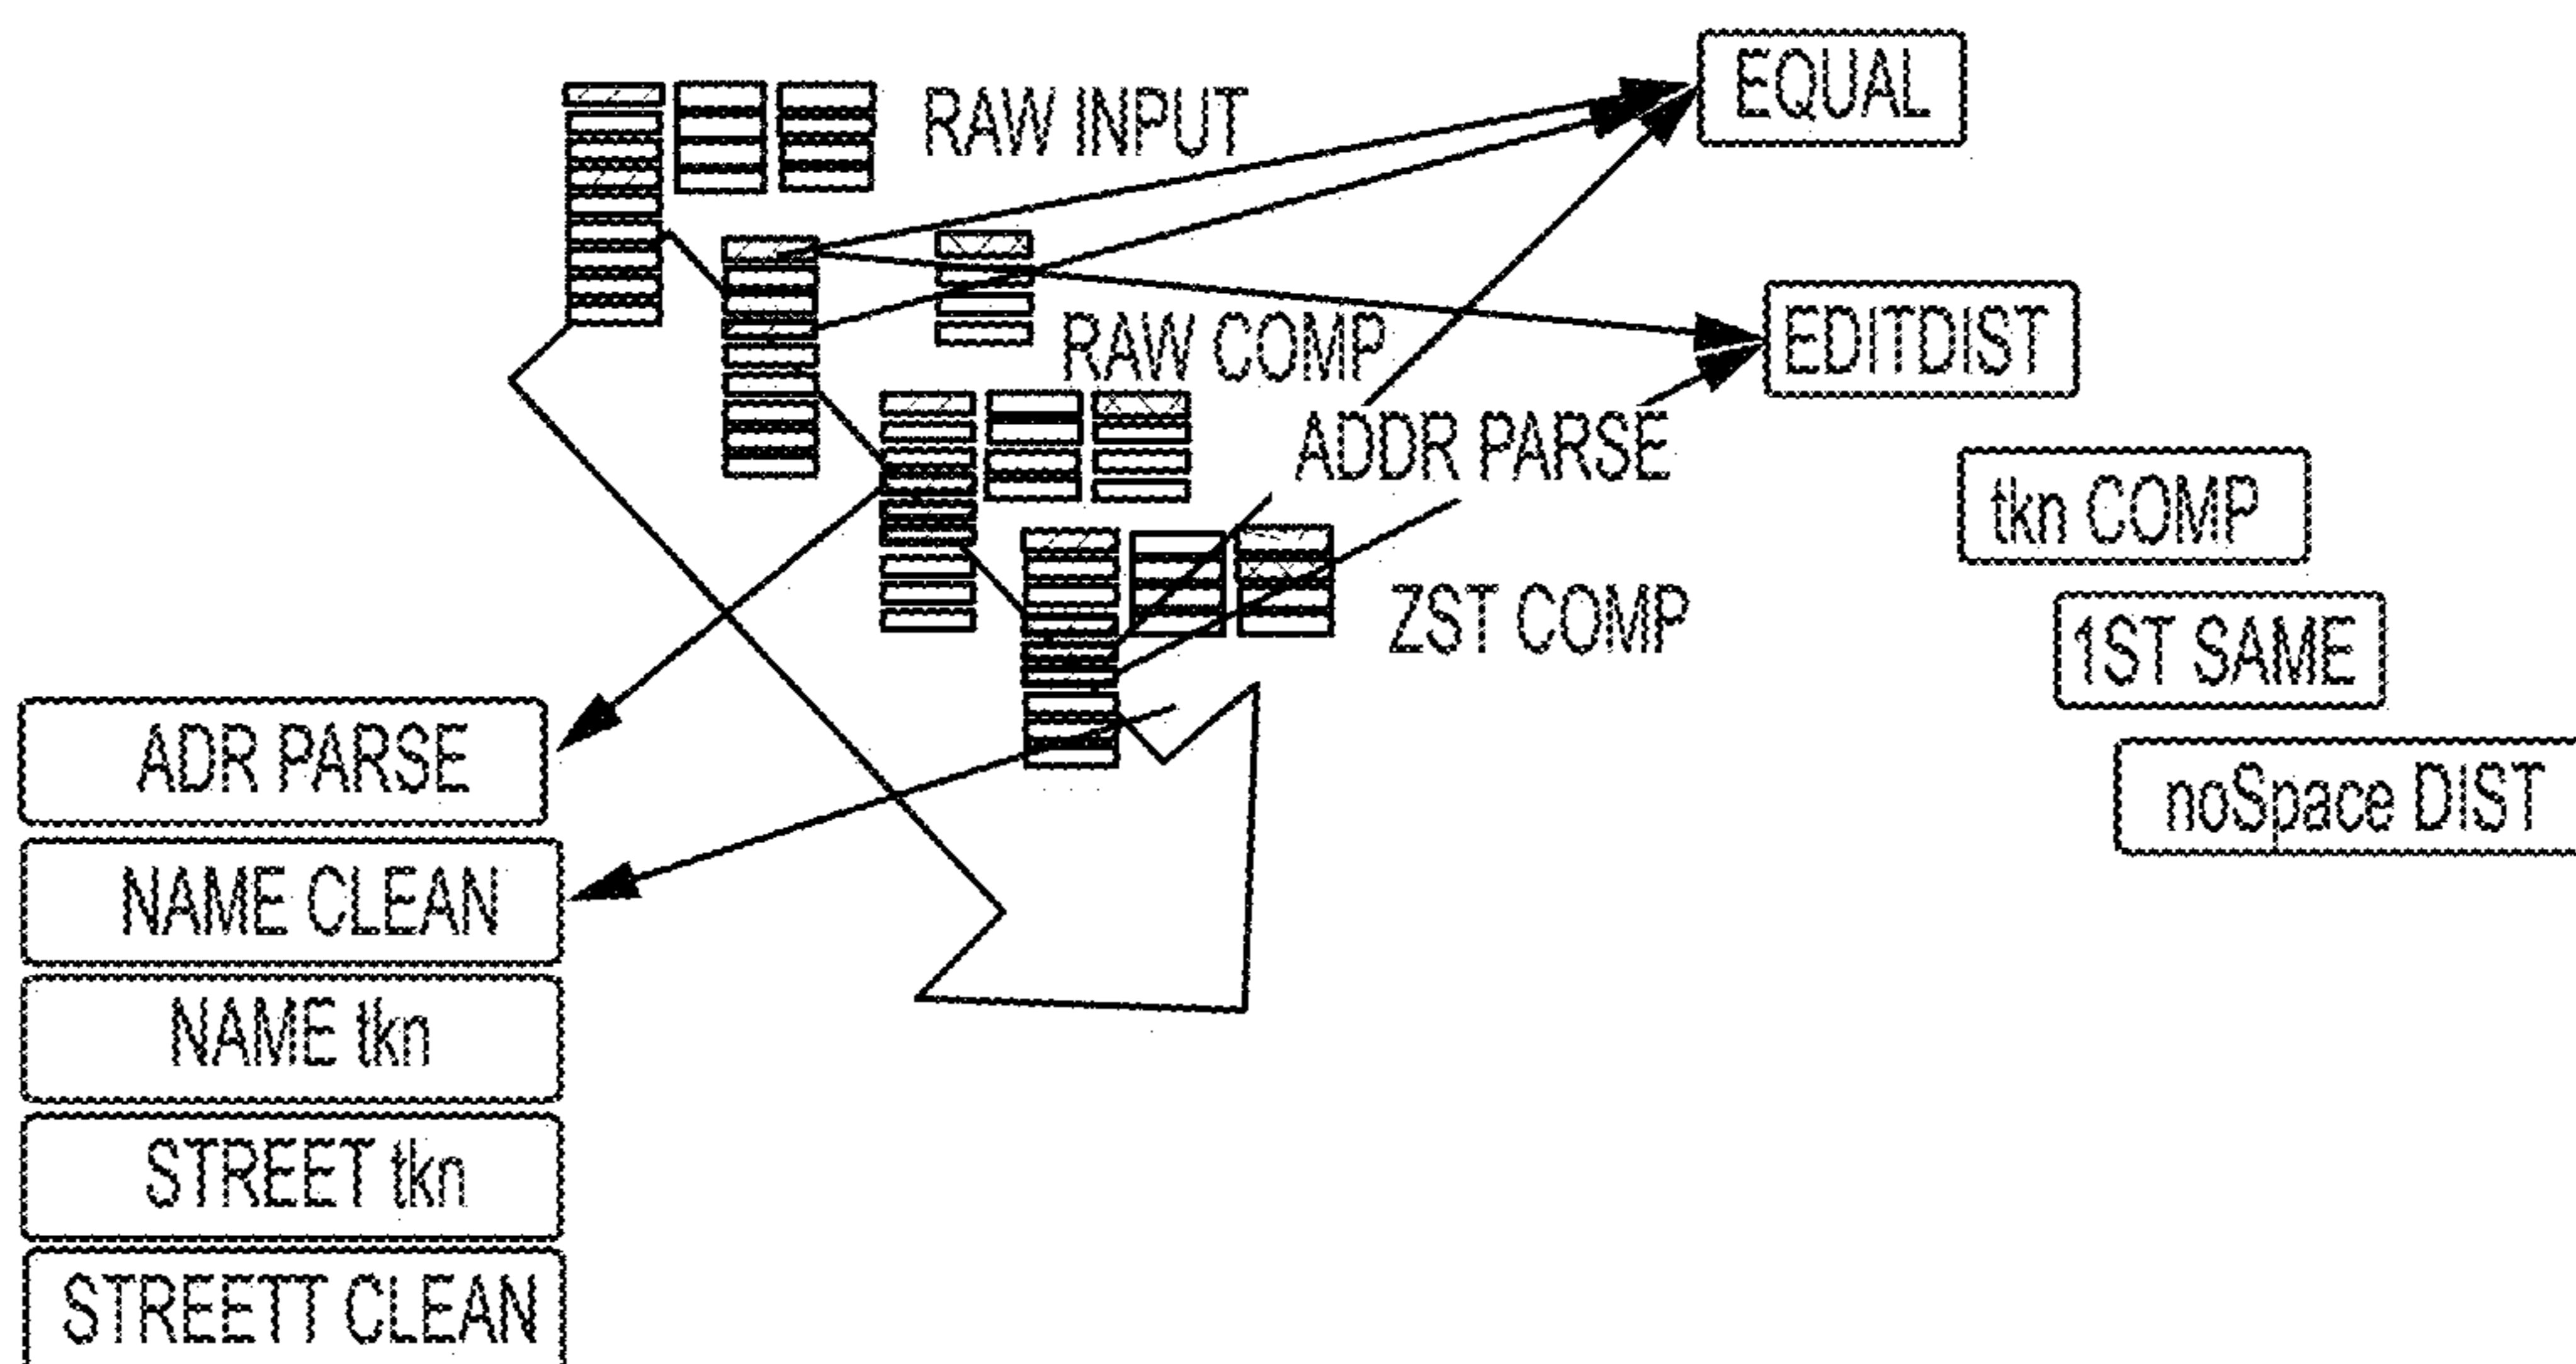 RAW INPUT
EQUAL
RAW COMP
EDITDIST
ADDR PARSE
tkn COMP
ZST COMP
1ST SAME
ADR PARSE
noSpace DIST
NAME CLEAN
NAME tkn
STREET tkn
STREETT CLEAN